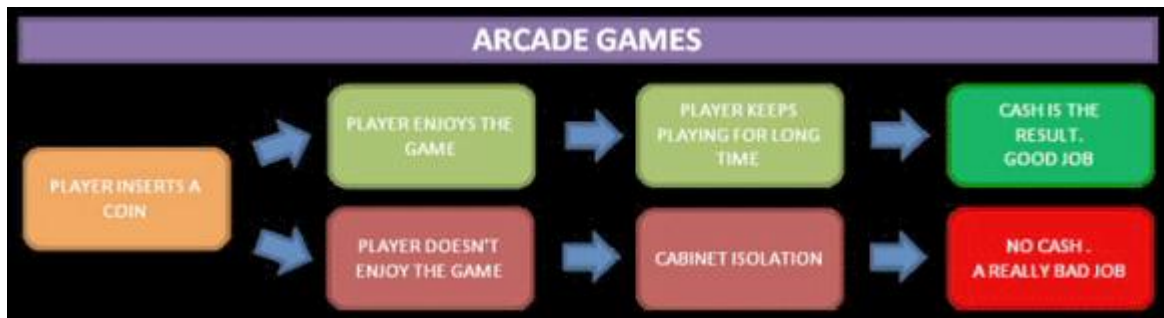 ARCADE GAMES
PLAYER INSERTS A
COIN
PLAYER ENJOYS THE
GAME
PLAYER KEEPS
PLAYING FOR LONG
TIME
CASH IS THE
RESULT.
GOOD JOB
PLAYER DOESN'T
ENJOY THE GAME
CABINET ISOLATION
NO CASH .
A REALLY BAD JOB